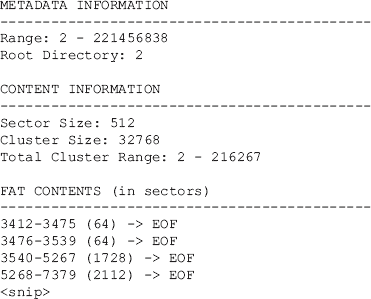 METADATA INFORMATION
--------------------------------------------
Range: 2 - 221456838
Root Directory: 2

CONTENT INFORMATION
--------------------------------------------
Sector Size: 512
Cluster Size: 32768
Total Cluster Range: 2 - 216267

FAT CONTENTS (in sectors)
--------------------------------------------
3412-3475 (64) -> EOF
3476-3539 (64) -> EOF
3540-5267 (1728) -> EOF
5268-7379 (2112) -> EOF
<snip>